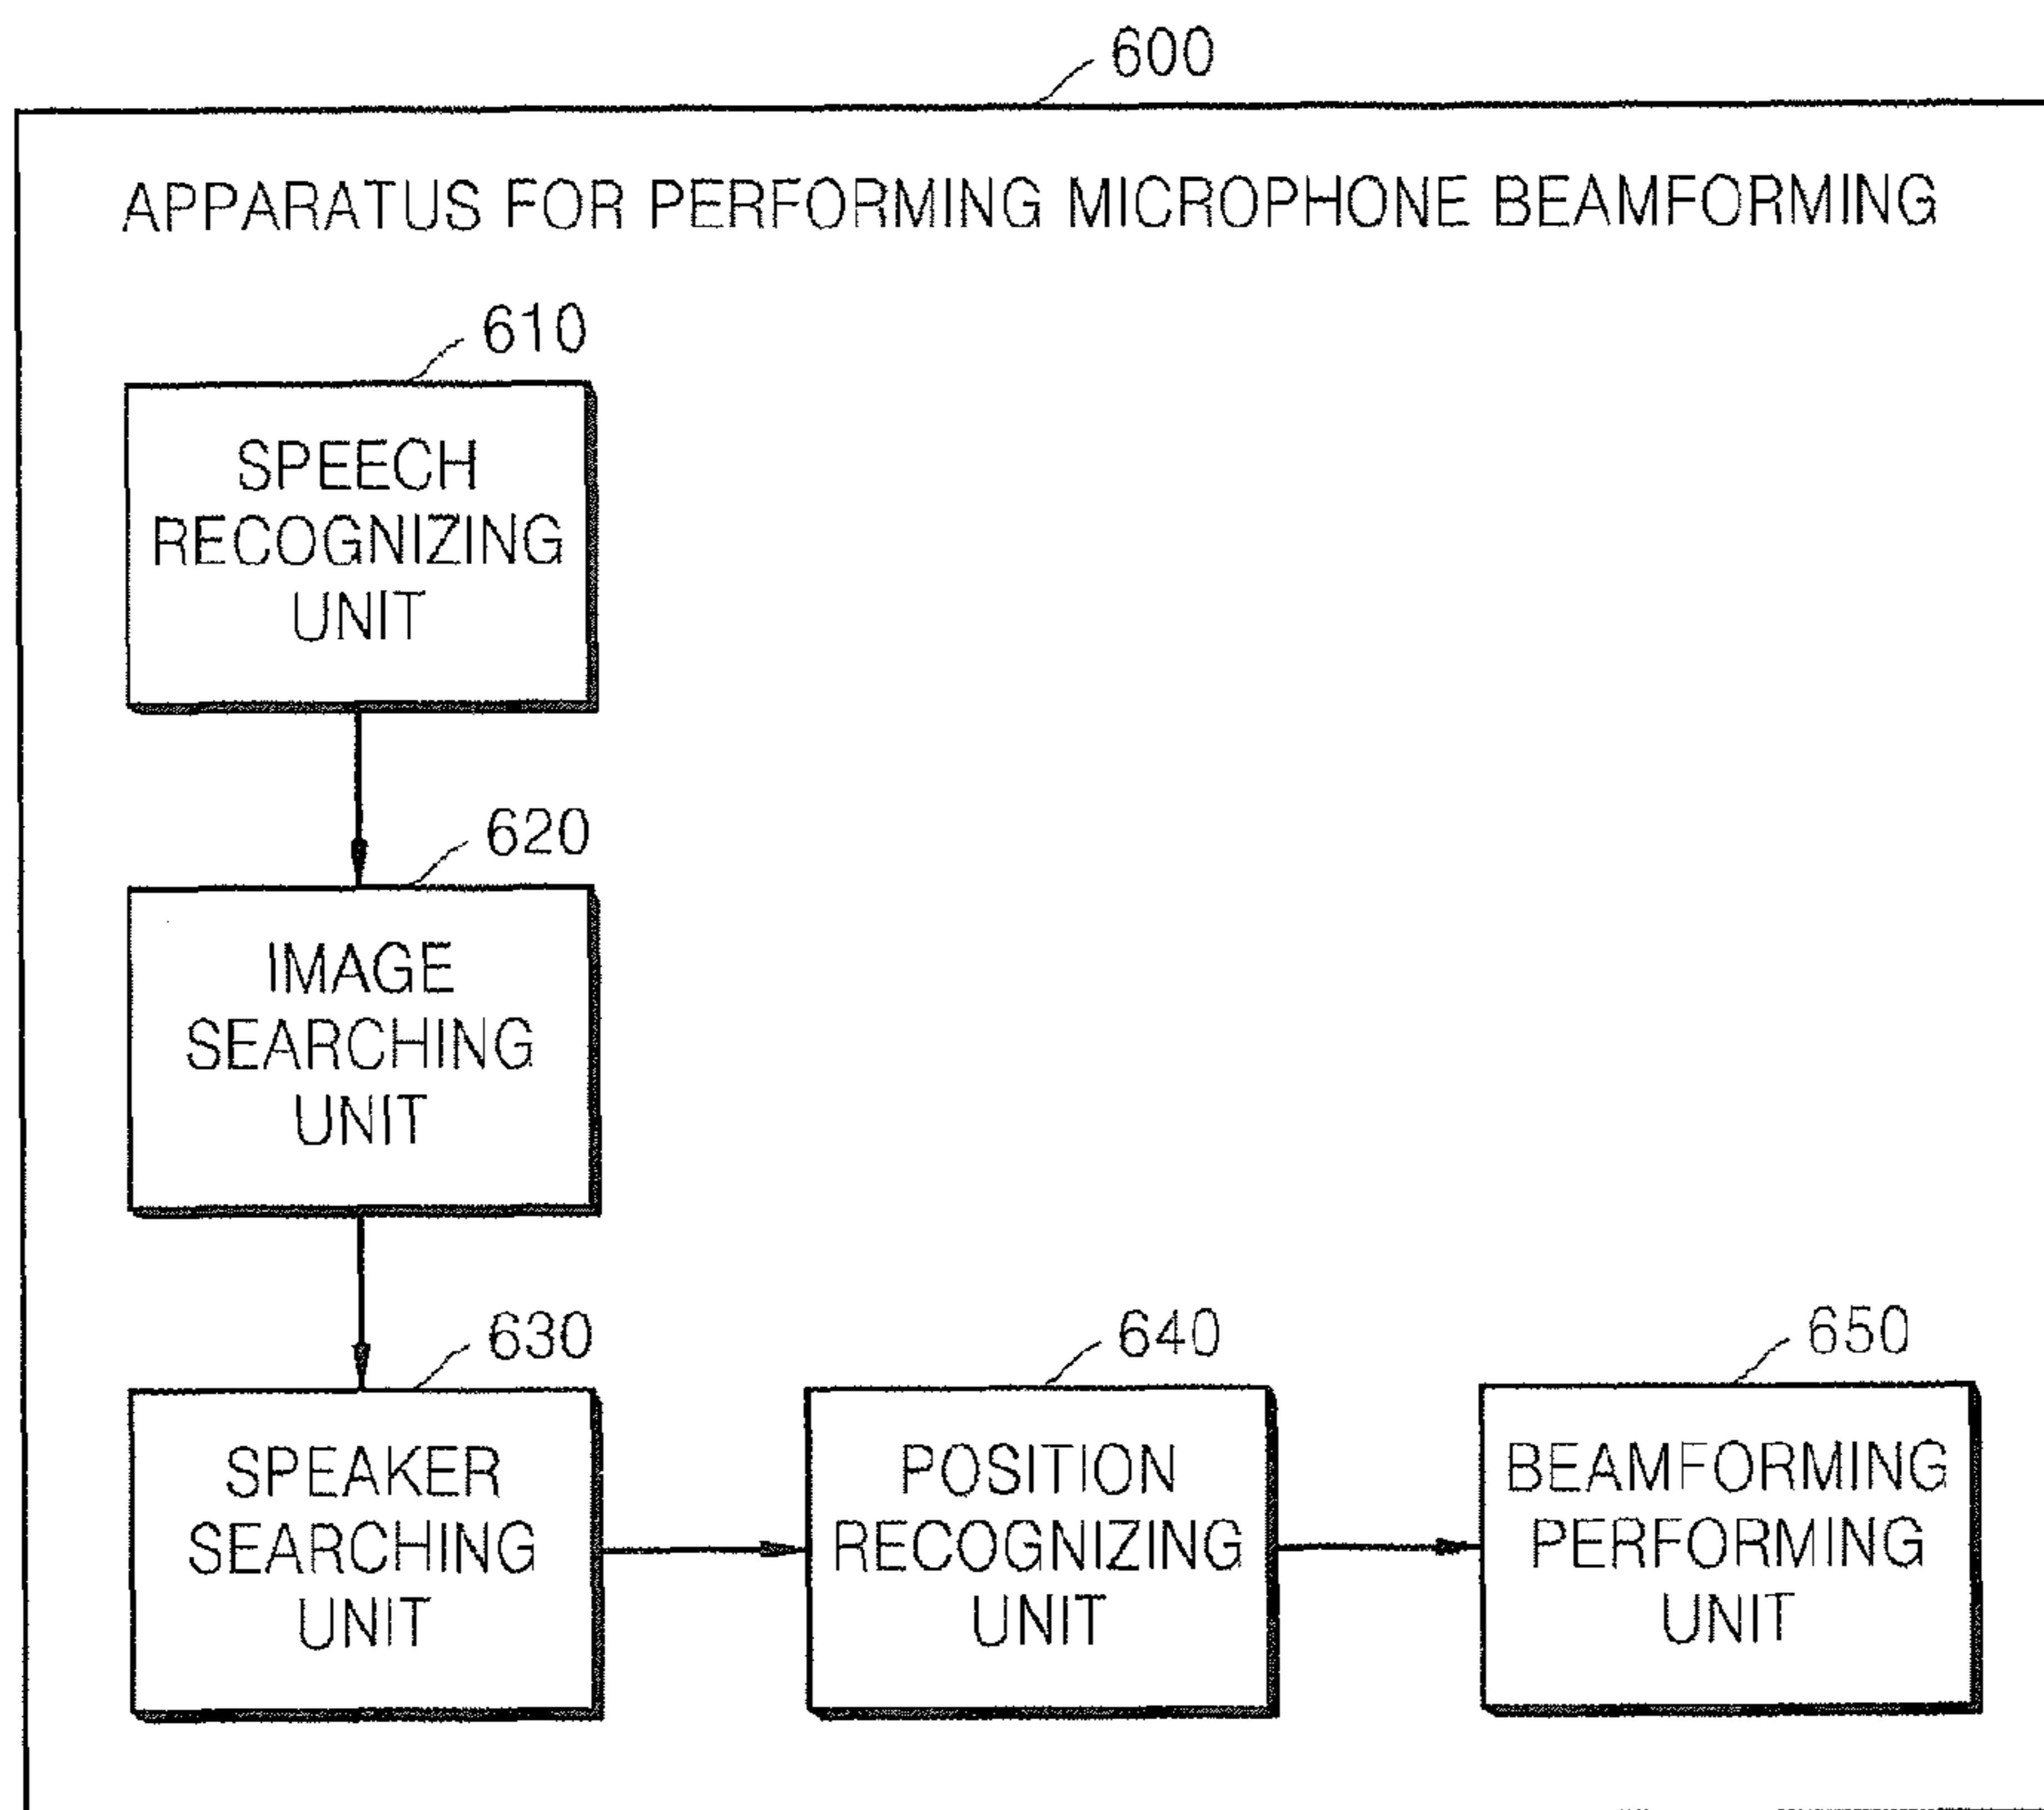 600
APPARATUS FOR PERFORMING MICROPHONE BEAMFORMING
610
SPEECH
RECOGNIZING
UNIT
620
IMAGE
SEARCHING
UNIT
630
SPEAKER
SEARCHING
UNIT
640
POSITION
RECOGNIZING
UNIT
650
BEAMFORMING
PERFORMING
UNIT